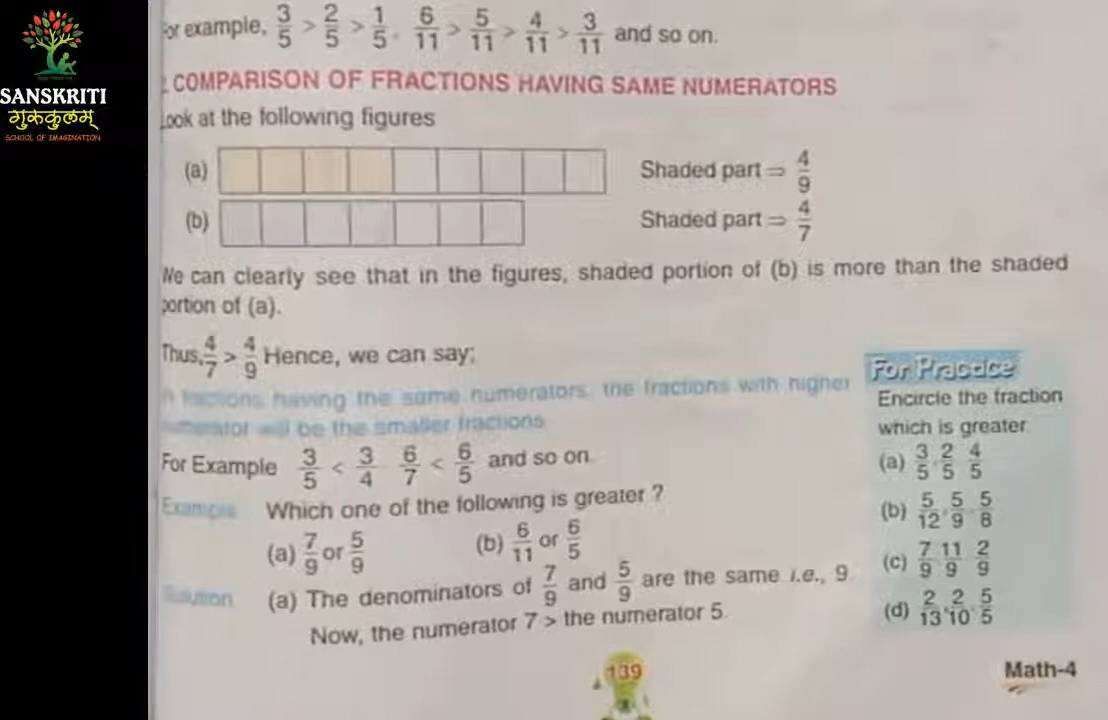 SANSKRITI
गुरुकुलम्
SCHOOL OF IMAGINATION
For example, 3/5 > 2/5 > 1/5, 6/11 > 5/11 > 4/11 > 3/11 and so on.
COMPARISON OF FRACTIONS HAVING SAME NUMERATORS
Look at the following figures
(a) Shaded part ⇒ 4/9
(b) Shaded part ⇒ 4/7
We can clearly see that in the figures, shaded portion of (b) is more than the shaded
portion of (a).
Thus, 4/7 > 4/9 Hence, we can say;
fractions having the same numerators, the fractions with higher
will be the smaller fractions
For Example 3/5 < 3/4 6/7 < 6/5 and so on.
Example Which one of the following is greater ?
(a) 7/9 or 5/9 (b) 6/11 or 6/5
Solution (a) The denominators of 7/9 and 5/9 are the same i.e., 9.
Now, the numerator 7 > the numerator 5.
For Practice
Encircle the fraction
which is greater.
(a) 3/5, 2/5, 4/5
(b) 5/12, 5/9, 5/8
(c) 7/9 11/9 2/9
(d) 2/13, 2/10, 5/5
139
Math-4